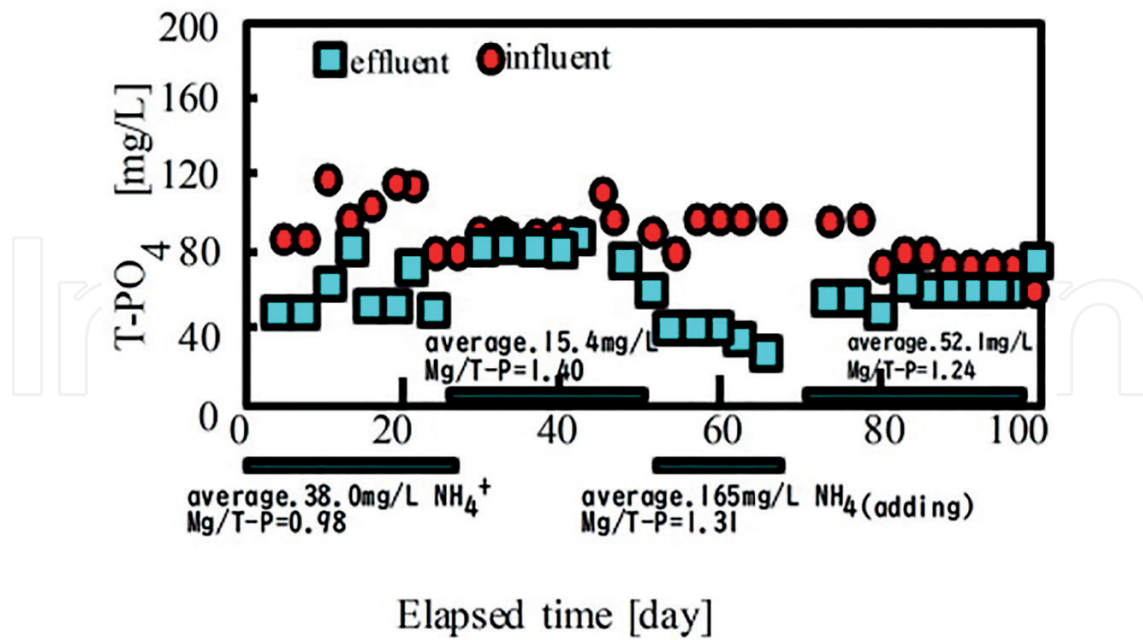 200
effluent influent
160
120
80
40
0
T-PO4 [mg/L]
average.15.4mg/L
Mg/T-P=1.40
average.52.1mg/L
Mg/T-P=1.24
0 20 40 60 80 100
average.38.0mg/L NH4+
Mg/T-P=0.98
average.165mg/L NH4(adding)
Mg/T-P=1.31
Elapsed time [day]